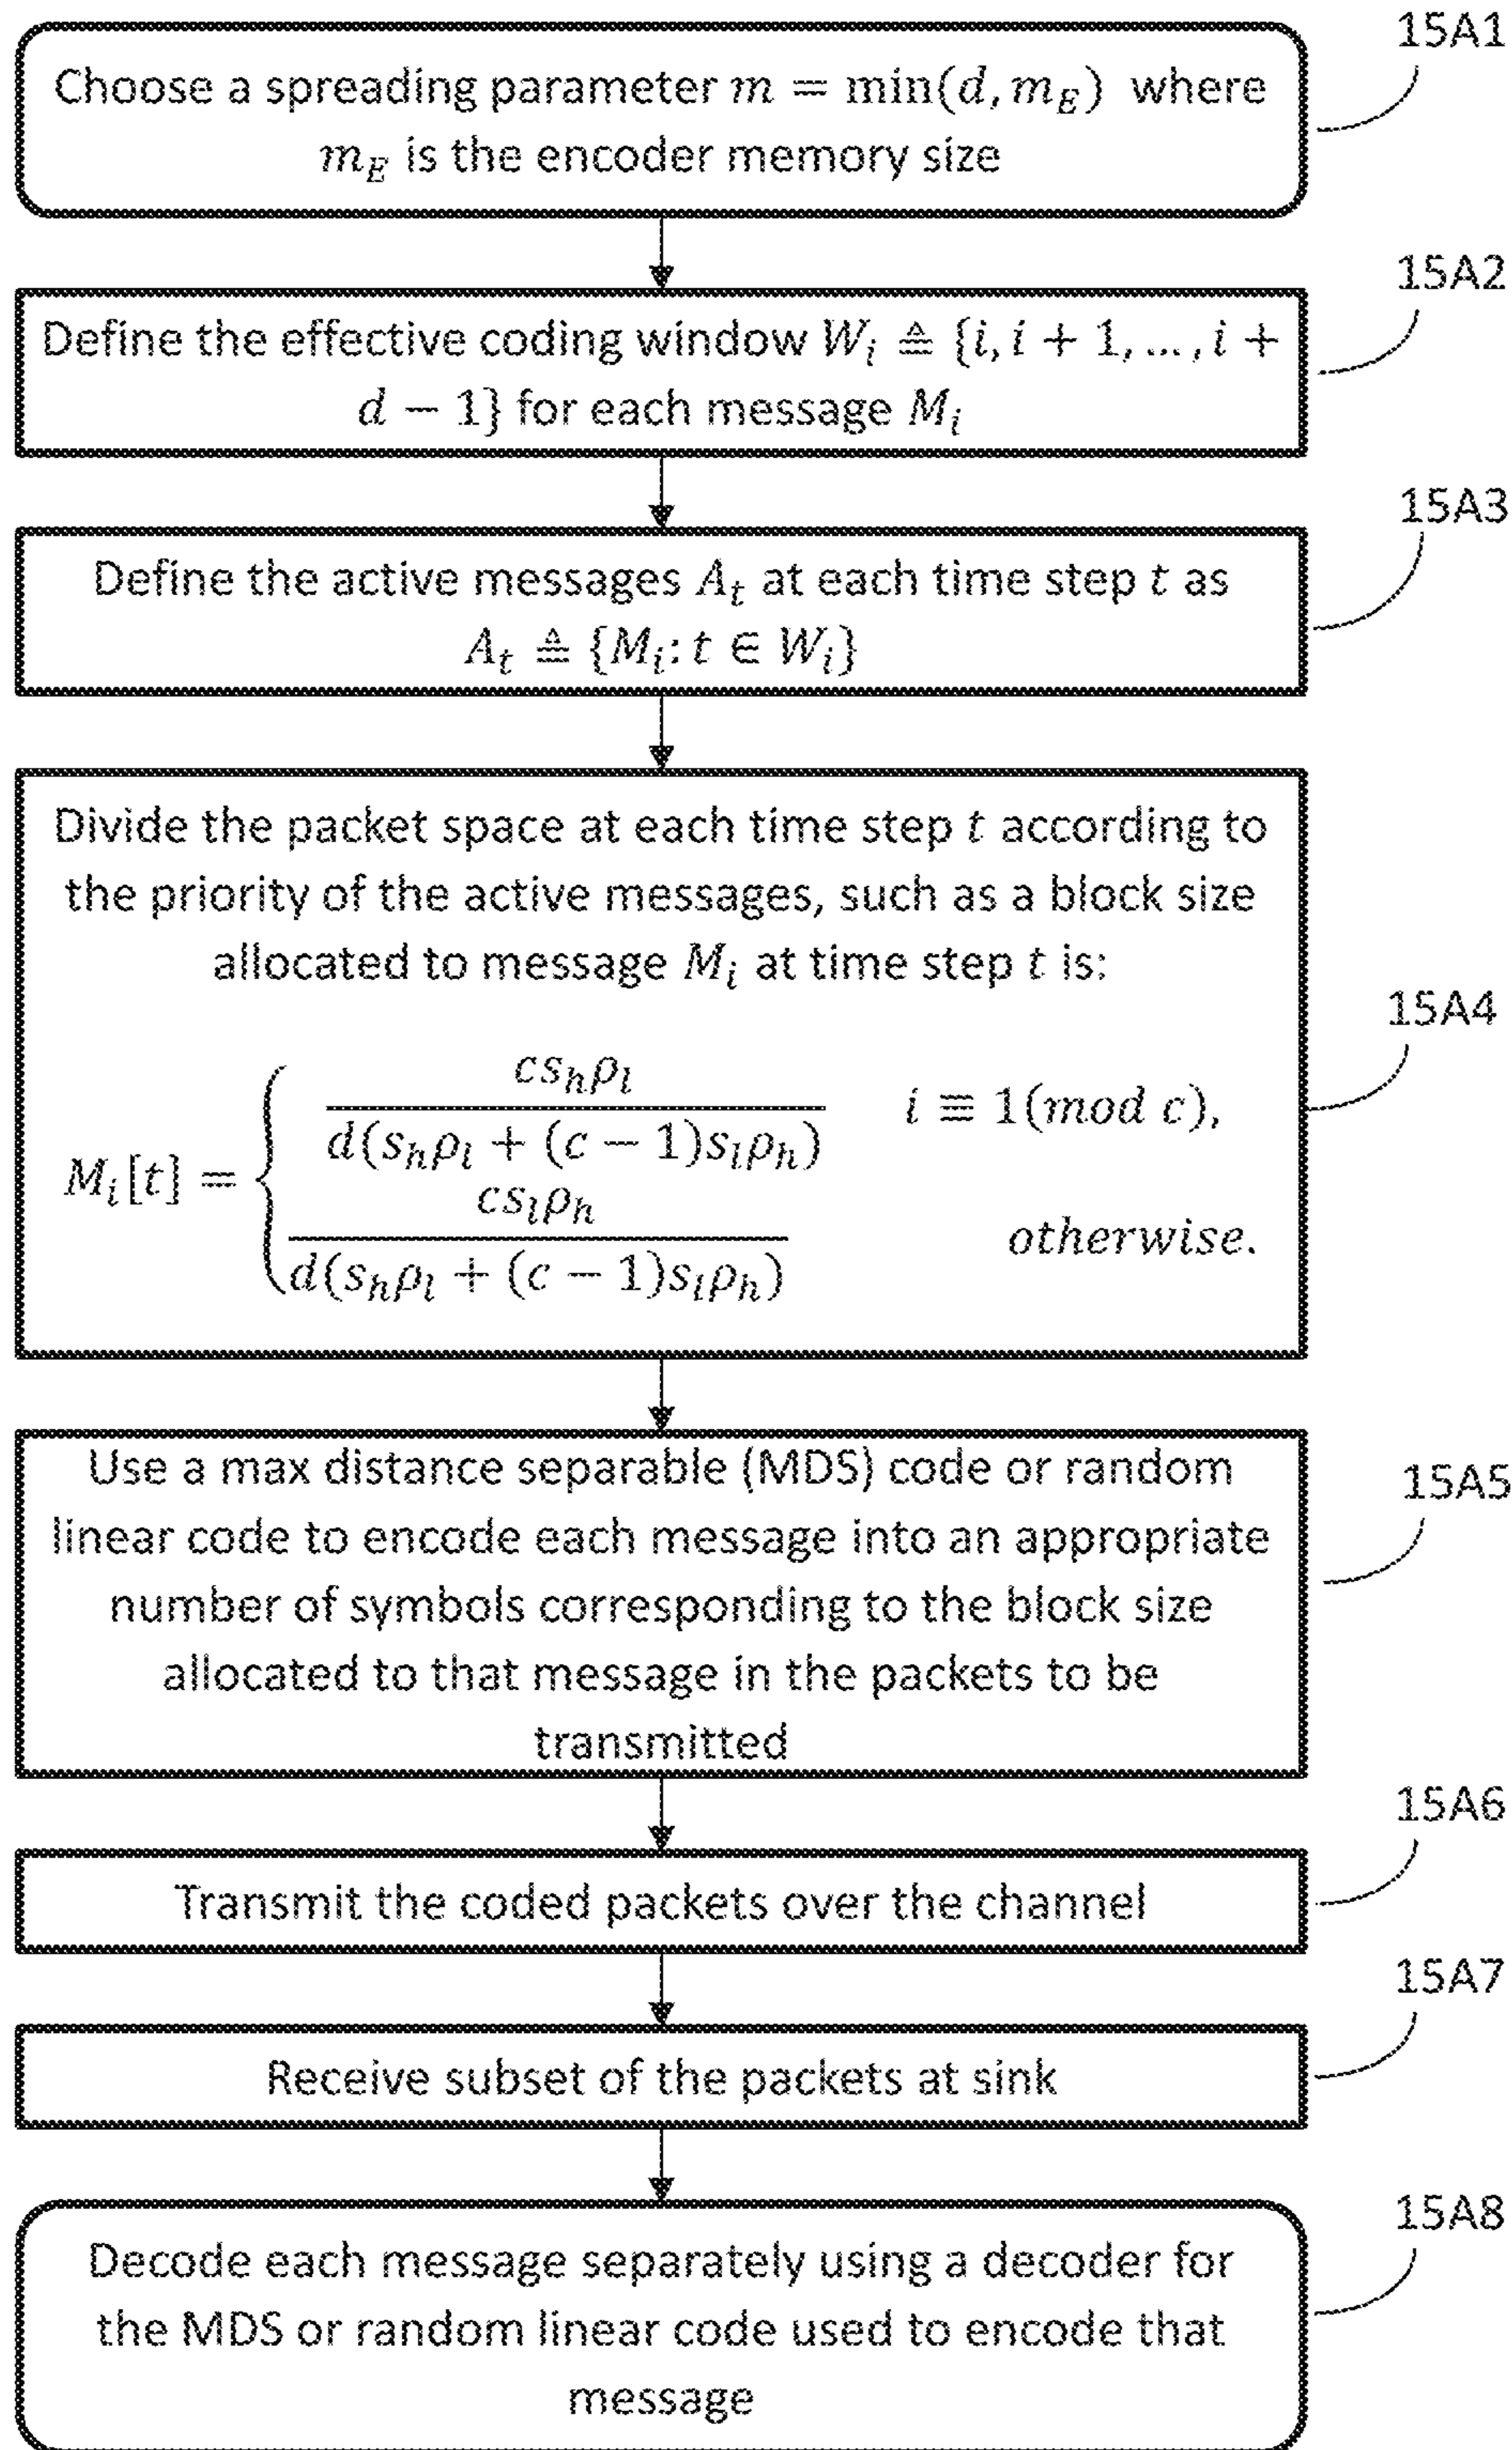 15A1
Choose a spreading parameter m = min(d, m_E) where
m_E is the encoder memory size
15A2
Define the effective coding window W_i ≜ {i, i + 1, ..., i +
d − 1} for each message M_i
15A3
Define the active messages A_t at each time step t as
A_t ≜ {M_i: t ∈ W_i}
Divide the packet space at each time step t according to
the priority of the active messages, such as a block size
allocated to message M_i at time step t is:
15A4
M_i[t] = { cs_hρ_l / d(s_hρ_l + (c − 1)s_lρ_h) i ≡ 1(mod c),
cs_lρ_h / d(s_hρ_l + (c − 1)s_lρ_h) otherwise.
Use a max distance separable (MDS) code or random
15A5
linear code to encode each message into an appropriate
number of symbols corresponding to the block size
allocated to that message in the packets to be
transmitted
15A6
Transmit the coded packets over the channel
15A7
Receive subset of the packets at sink
15A8
Decode each message separately using a decoder for
the MDS or random linear code used to encode that
message